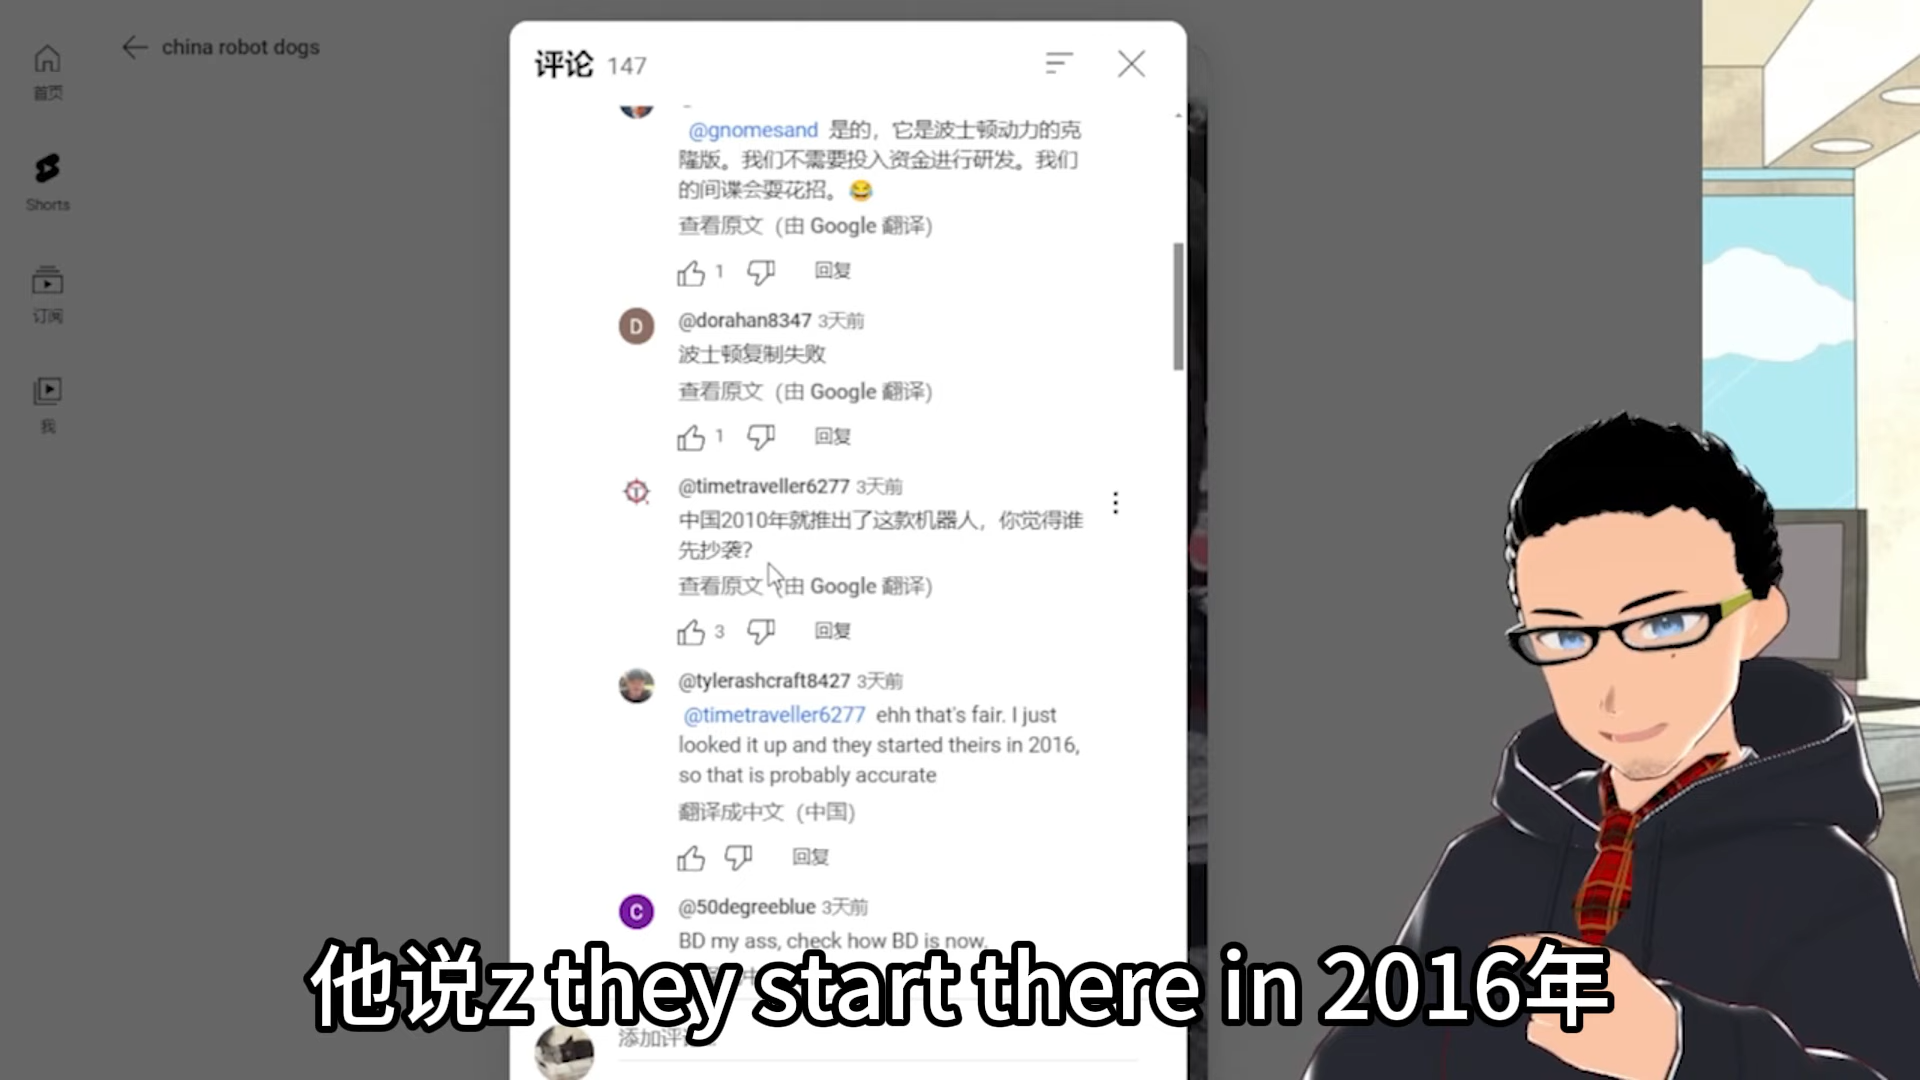 china robot dogs
首页
Shorts
订阅
我
评论 147
@gnomesand 是的，它是波士顿动力的克
隆版。我们不需要投入资金进行研发。我们
的间谍会耍花招。😂
查看原文（由 Google 翻译）
1 回复
D
@dorahan8347 3天前
波士顿复制失败
查看原文（由 Google 翻译）
1 回复
@timetraveller6277 3天前
中国2010年就推出了这款机器人，你觉得谁
先抄袭？
查看原文（由 Google 翻译）
3 回复
@tylerashcraft8427 3天前
@timetraveller6277 ehh that's fair. I just
looked it up and they started theirs in 2016,
so that is probably accurate
翻译成中文（中国）
回复
C
@50degreeblue 3天前
BD my ass, check how BD is now.
他说z they start there in 2016年
添加评